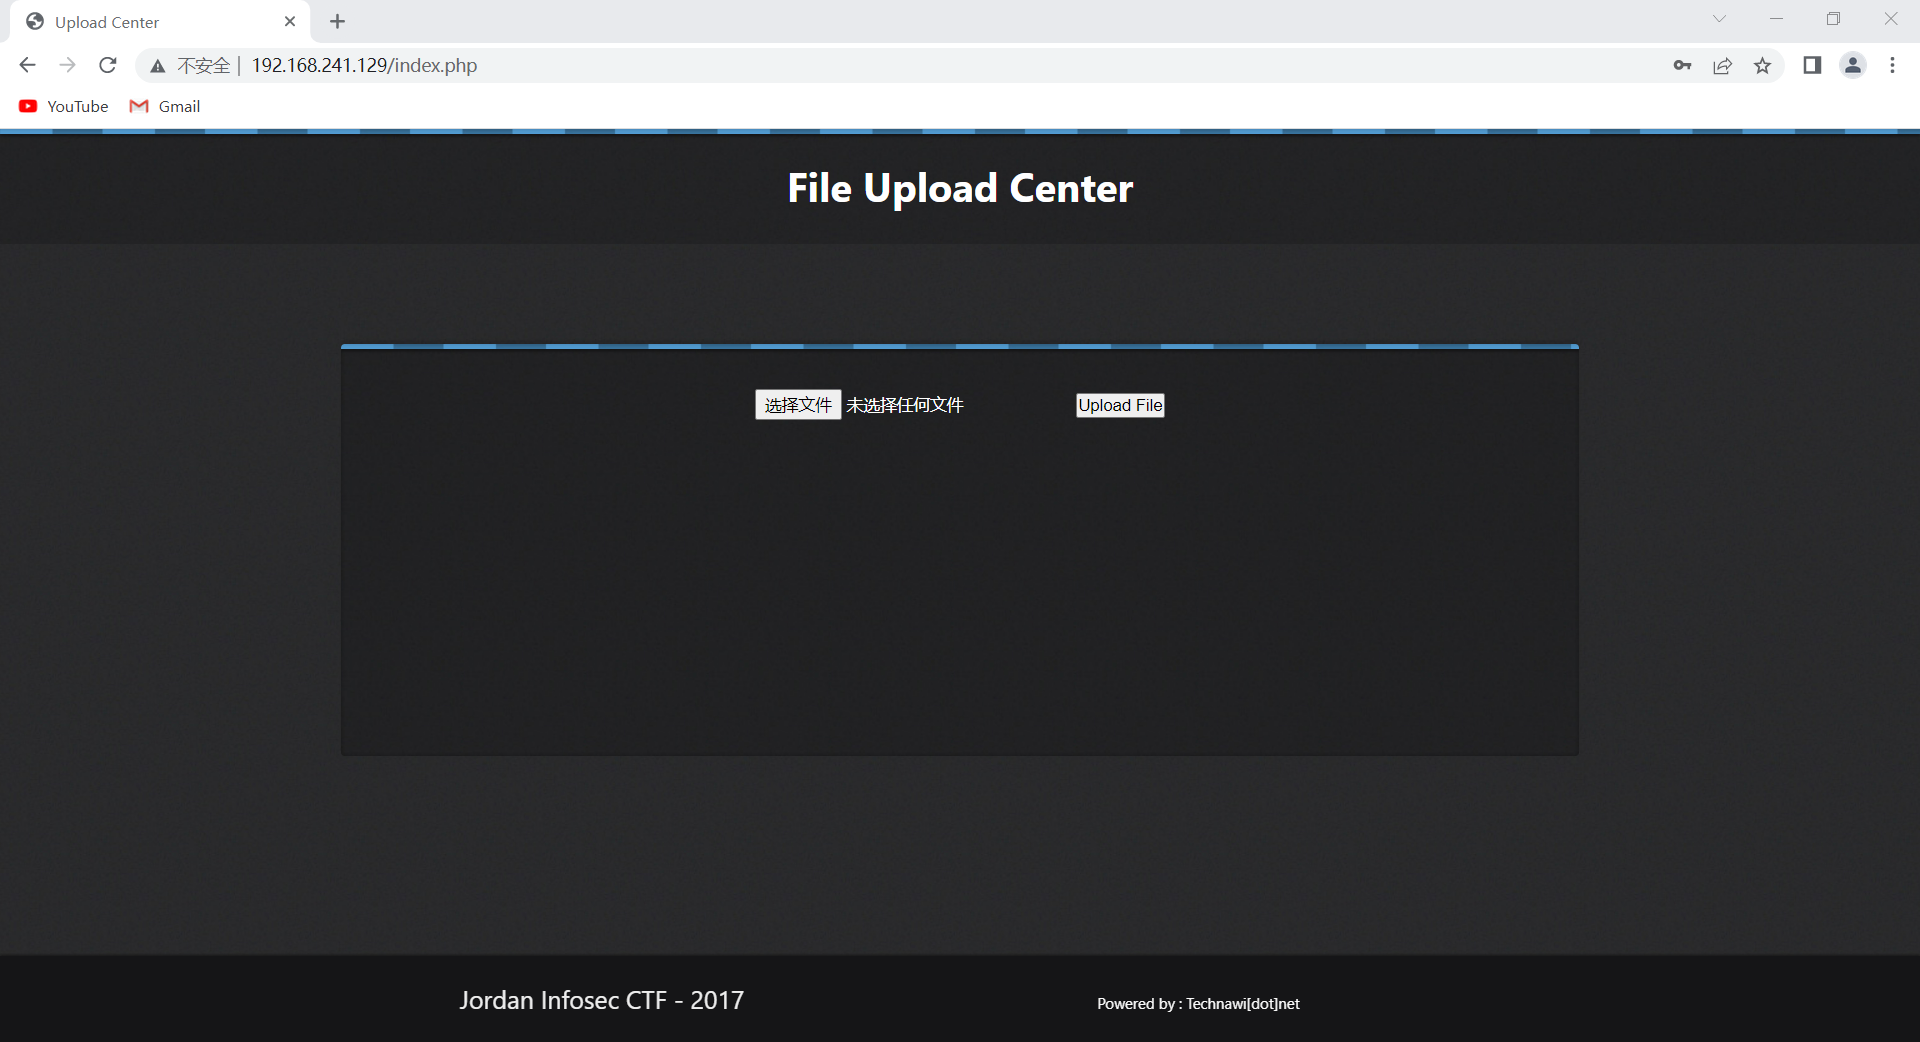 Upload Center
不安全 | 192.168.241.129/index.php
YouTube Gmail
File Upload Center
选择文件 未选择任何文件 Upload File
Jordan Infosec CTF - 2017
Powered by : Technawi[dot]net